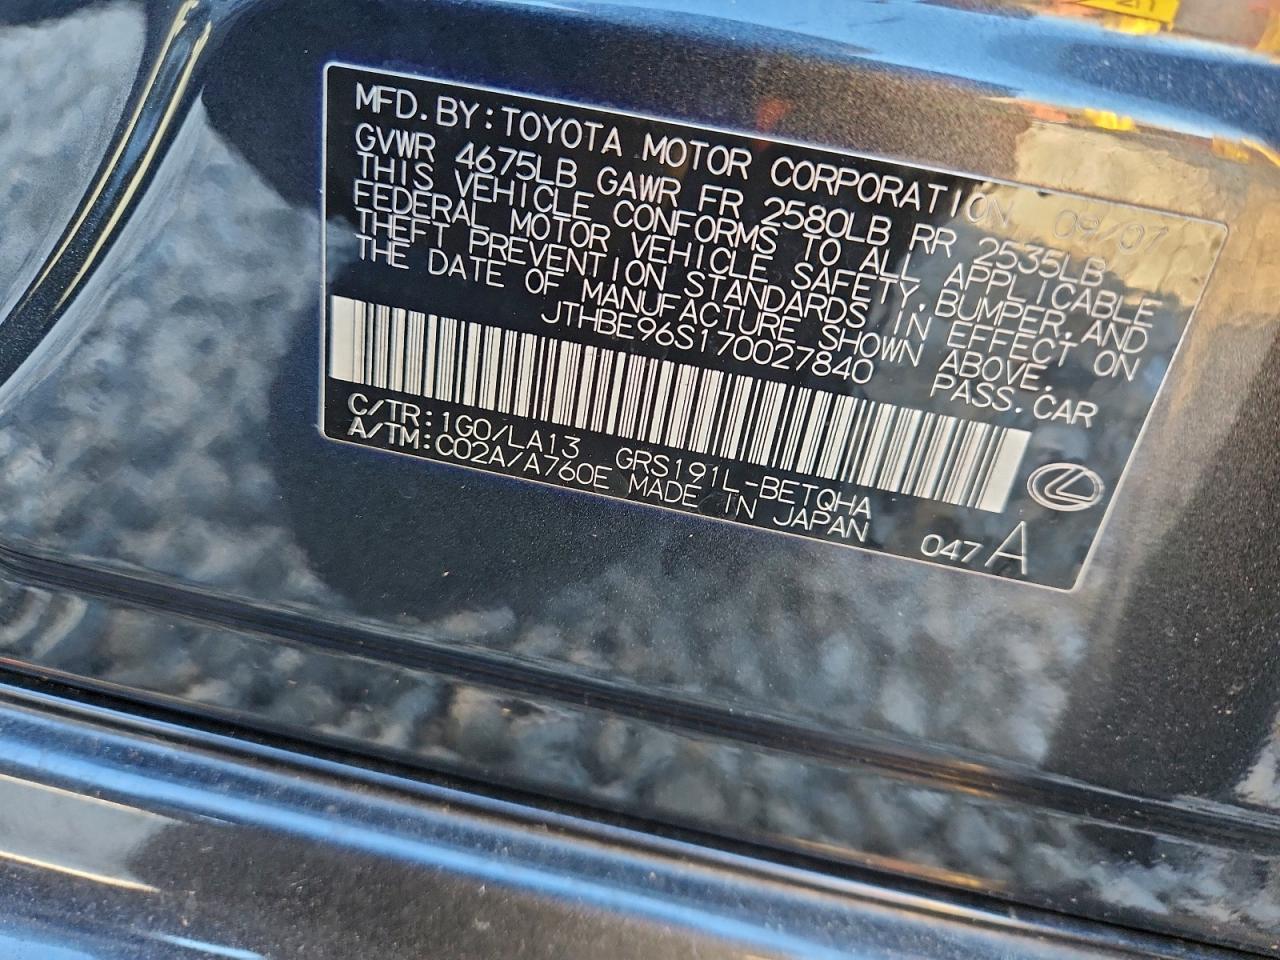 MFD. BY: TOYOTA MOTOR CORPORATION 09/07
GVWR 4675LB GAWR FR 2580LB RR 2535LB
THIS VEHICLE CONFORMS TO ALL APPLICABLE
FEDERAL MOTOR VEHICLE SAFETY, BUMPER, AND
THEFT PREVENTION STANDARDS IN EFFECT ON
THE DATE OF MANUFACTURE SHOWN ABOVE.
JTHBE96S170027840 PASS. CAR
C/TR: 1G0/LA13 GRS191L-BETQHA
A/TM: C02A/A760E MADE IN JAPAN 047 A